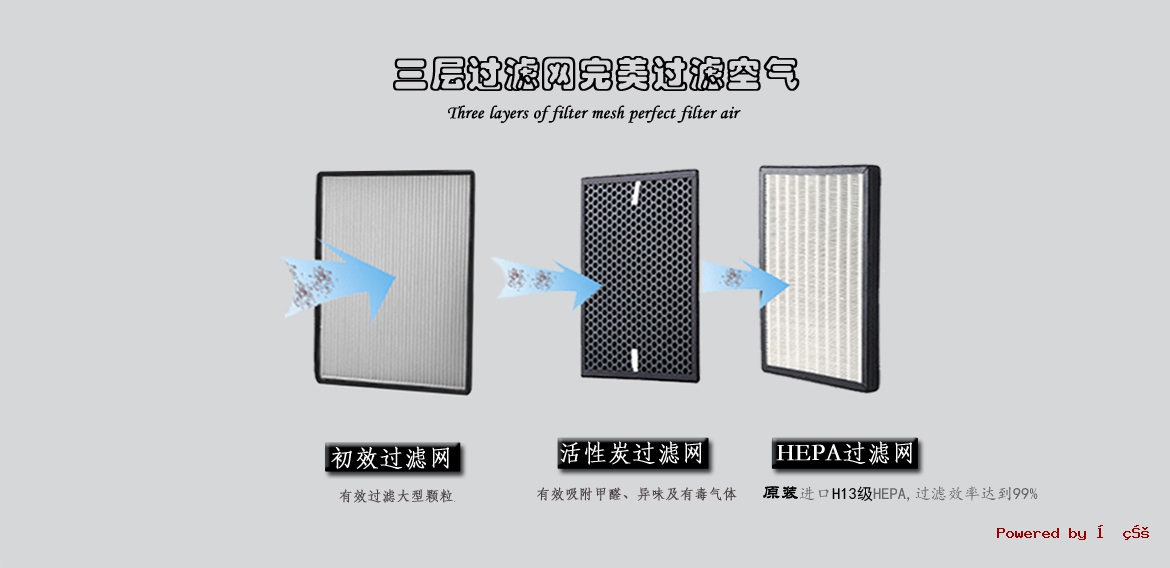 三层过滤网完美过滤空气
Three layers of filter mesh perfect filter air
初效过滤网
活性炭过滤网
HEPA过滤网
有效过滤大型颗粒
有效吸附甲醛、异味及有毒气体
原装进口H13级HEPA,过滤效率达到99%
Powered by Í çŚš